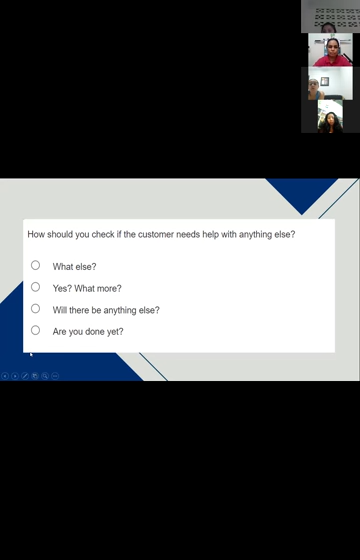 How should you check if the customer needs help with anything else?
What else?
Yes? What more?
Will there be anything else?
Are you done yet?